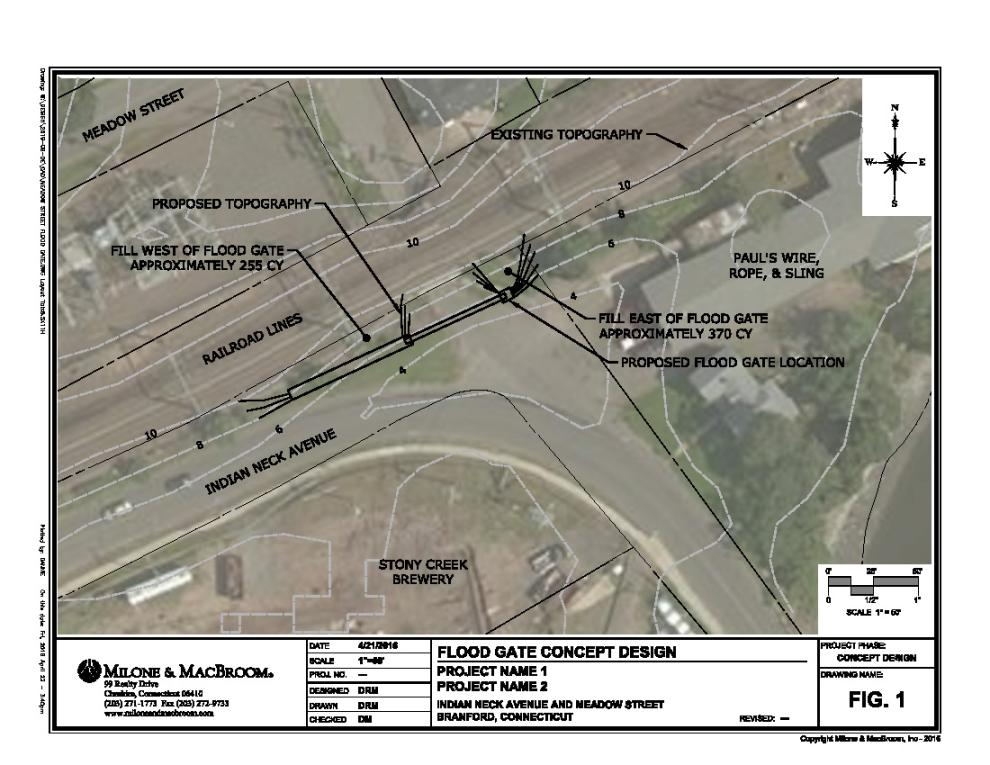 MEADOW STREET
EXISTING TOPOGRAPHY
N
W E
S
PROPOSED TOPOGRAPHY
10
8
6
10
FILL WEST OF FLOOD GATE
APPROXIMATELY 255 CY
PAUL'S WIRE,
ROPE, & SLING
4
FILL EAST OF FLOOD GATE
APPROXIMATELY 370 CY
RAILROAD LINES
PROPOSED FLOOD GATE LOCATION
10
8
6
INDIAN NECK AVENUE
STONY CREEK
BREWERY
0' 25' 50'
0 1/2" 1"
SCALE 1" = 50'
MILONE & MACBROOM®
99 Realty Drive
Cheshire, Connecticut 06410
(203) 271-1773 Fax (203) 272-9733
www.miloneandmacbroom.com
DATE 4/21/2016
SCALE 1"=50'
PROJ. NO. —
DESIGNED DRM
DRAWN DRM
CHECKED DM
FLOOD GATE CONCEPT DESIGN
PROJECT NAME 1
PROJECT NAME 2
INDIAN NECK AVENUE AND MEADOW STREET
BRANFORD, CONNECTICUT
REVISED: —
PROJECT PHASE:
CONCEPT DESIGN
DRAWING NAME:
FIG. 1
Copyright Milone & MacBroom, Inc - 2016